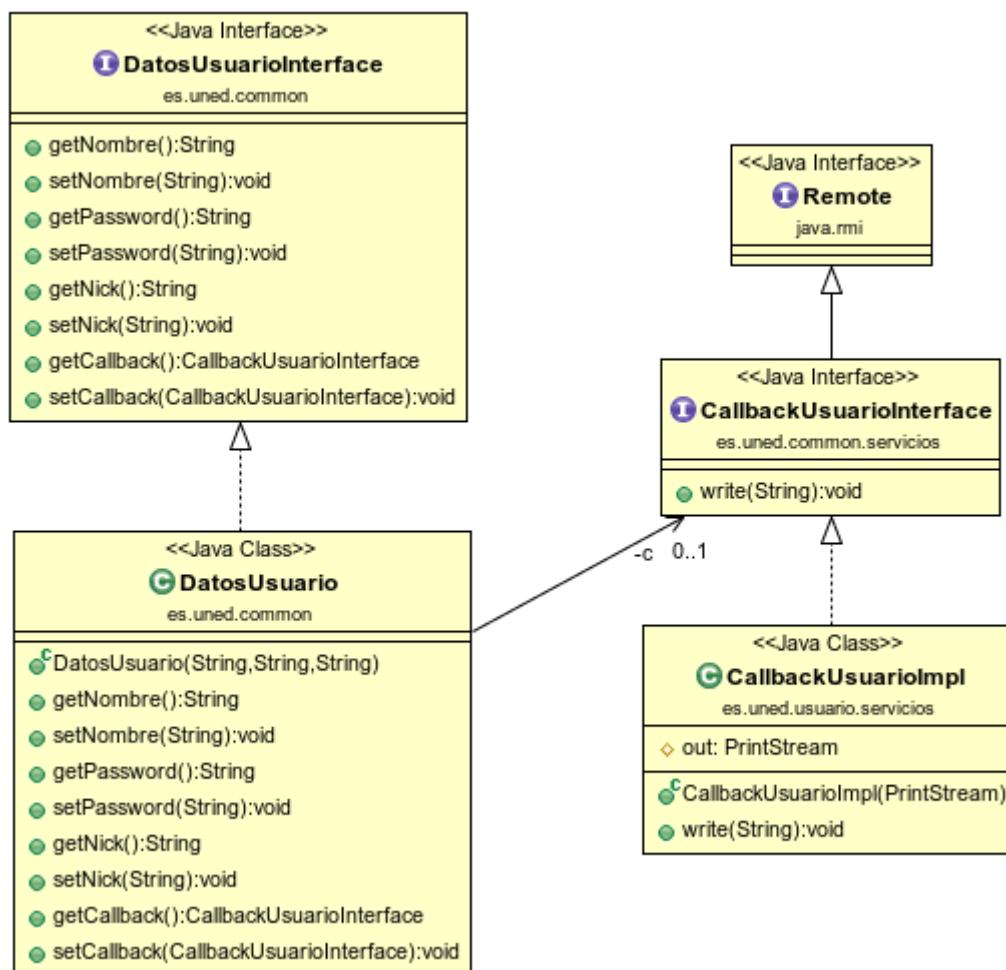 <<Java Interface>>
I DatosUsuarioInterface
es.uned.common
getNombre():String
setNombre(String):void
getPassword():String
setPassword(String):void
getNick():String
setNick(String):void
getCallback():CallbackUsuarioInterface
setCallback(CallbackUsuarioInterface):void
<<Java Interface>>
I Remote
java.rmi
<<Java Interface>>
I CallbackUsuarioInterface
es.uned.common.servicios
write(String):void
-c 0..1
<<Java Class>>
C DatosUsuario
es.uned.common
C DatosUsuario(String,String,String)
getNombre():String
setNombre(String):void
getPassword():String
setPassword(String):void
getNick():String
setNick(String):void
getCallback():CallbackUsuarioInterface
setCallback(CallbackUsuarioInterface):void
<<Java Class>>
C CallbackUsuarioImpl
es.uned.usuario.servicios
out: PrintStream
C CallbackUsuarioImpl(PrintStream)
write(String):void